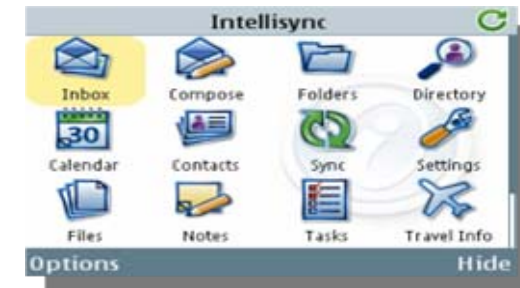 Intellisync
Inbox Compose Folders Directory
30
Calendar Contacts Sync Settings
Files Notes Tasks Travel Info
Options Hide